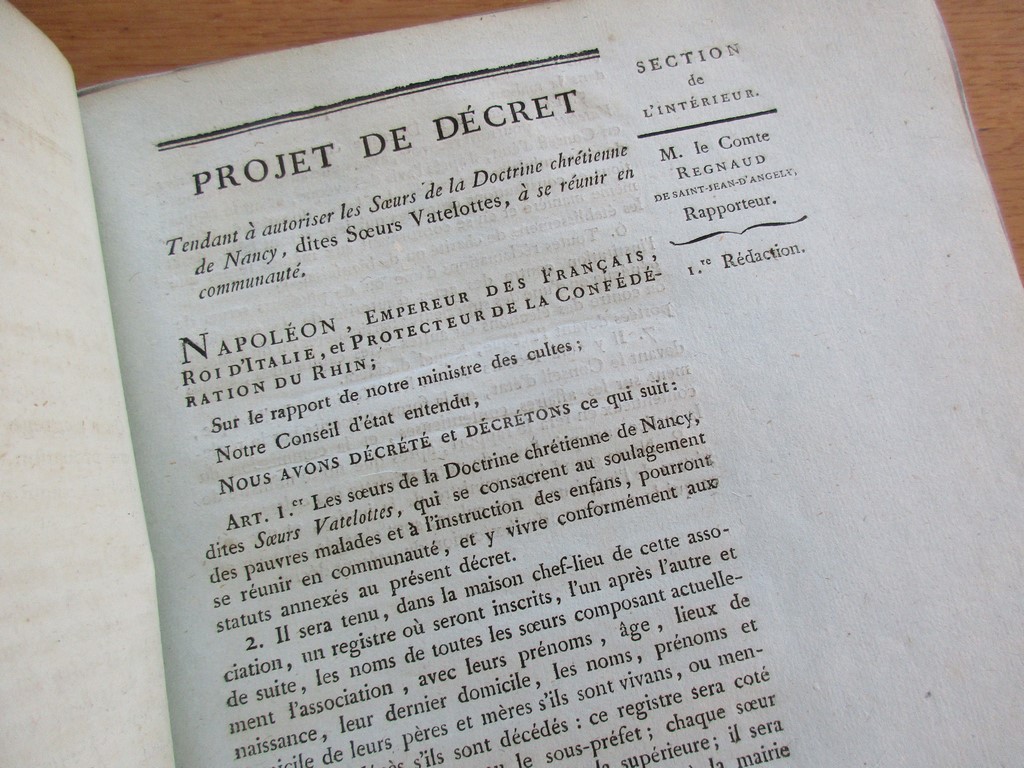 PROJET DE DÉCRET
Tendant à autoriser les Sœurs de la Doctrine chrétienne
de Nancy, dites Sœurs Vatelottes, à se réunir en
communauté.
SECTION
de
L'INTÉRIEUR.
M. le Comte
REGNAUD
DE SAINT-JEAN-D'ANGELY,
Rapporteur.
1.re Rédaction.
NAPOLÉON, EMPEREUR DES FRANÇAIS,
ROI D'ITALIE, et PROTECTEUR DE LA CONFÉDÉ-
RATION DU RHIN;
Sur le rapport de notre ministre des cultes;
Notre Conseil d'état entendu,
NOUS AVONS DÉCRÉTÉ et DÉCRÉTONS ce qui suit:
ART. 1.er Les sœurs de la Doctrine chrétienne de Nancy,
dites Sœurs Vatelottes, qui se consacrent au soulagement
des pauvres malades et à l'instruction des enfans, pourront
se réunir en communauté, et y vivre conformément aux
statuts annexés au présent décret.
2. Il sera tenu, dans la maison chef-lieu de cette asso-
ciation, un registre où seront inscrits, l'un après l'autre et
de suite, les noms de toutes les sœurs composant actuelle-
ment l'association, avec leurs prénoms, âge, lieux de
naissance, leur dernier domicile, les noms, prénoms et
domicile de leurs pères et mères s'ils sont vivans, ou men-
s'ils sont décédés: ce registre sera coté
le sous-préfet; chaque sœur
supérieure; il sera
la mairie